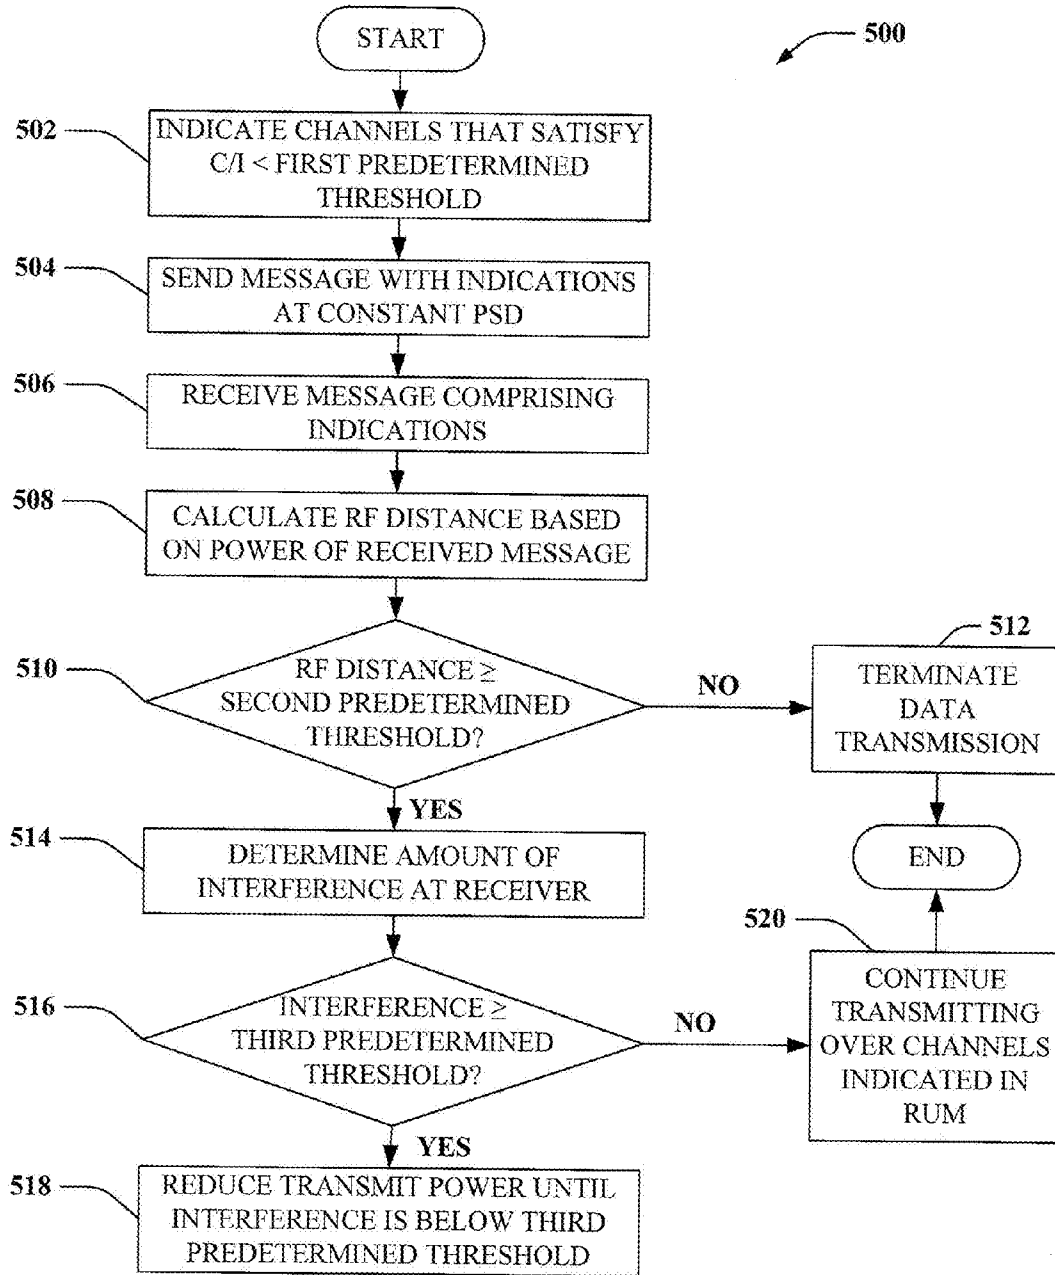 START
500
502
INDICATE CHANNELS THAT SATISFY
C/I < FIRST PREDETERMINED
THRESHOLD
504
SEND MESSAGE WITH INDICATIONS
AT CONSTANT PSD
506
RECEIVE MESSAGE COMPRISING
INDICATIONS
508
CALCULATE RF DISTANCE BASED
ON POWER OF RECEIVED MESSAGE
510
RF DISTANCE ≥
SECOND PREDETERMINED
THRESHOLD?
NO
512
TERMINATE
DATA
TRANSMISSION
YES
END
514
DETERMINE AMOUNT OF
INTERFERENCE AT RECEIVER
516
INTERFERENCE ≥
THIRD PREDETERMINED
THRESHOLD?
NO
520
CONTINUE
TRANSMITTING
OVER CHANNELS
INDICATED IN
RUM
YES
518
REDUCE TRANSMIT POWER UNTIL
INTERFERENCE IS BELOW THIRD
PREDETERMINED THRESHOLD